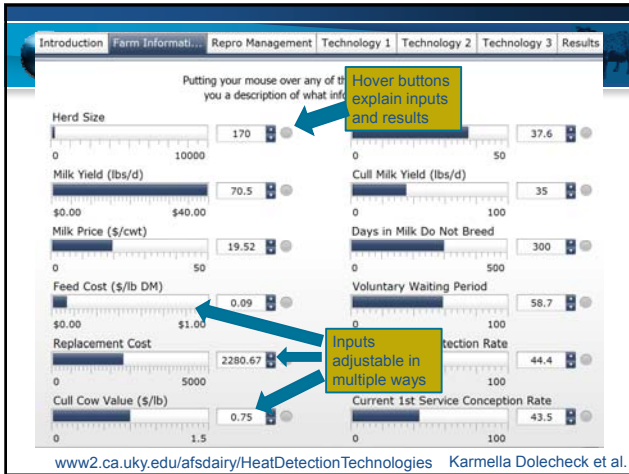 Introduction Farm Informati... Repro Management Technology 1 Technology 2 Technology 3 Results
Putting your mouse over any of th
you a description of what info
Hover buttons
explain inputs
and results
Herd Size
170
0 10000
37.6
0 50
Milk Yield (lbs/d)
70.5
$0.00 $40.00
Cull Milk Yield (lbs/d)
35
0 100
Milk Price ($/cwt)
19.52
0 50
Days in Milk Do Not Breed
300
0 500
Feed Cost ($/lb DM)
0.09
$0.00 $1.00
Voluntary Waiting Period
58.7
0 100
Inputs
adjustable in
multiple ways
Replacement Cost
2280.67
0 5000
tection Rate
44.4
100
Cull Cow Value ($/lb)
0.75
0 1.5
Current 1st Service Conception Rate
43.5
0 100
www2.ca.uky.edu/afsdairy/HeatDetectionTechnologies Karmella Dolecheck et al.